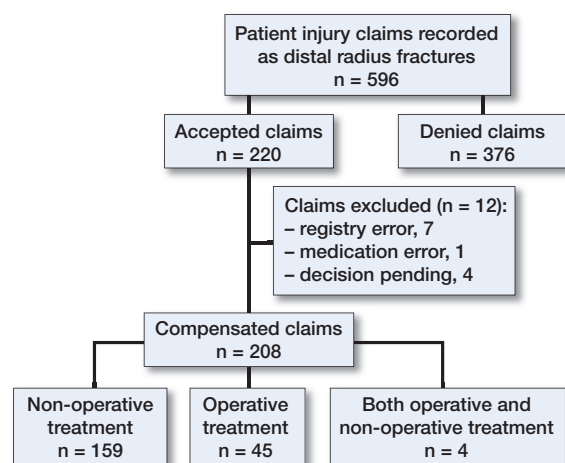 Patient injury claims recorded
as distal radius fractures
n = 596
Accepted claims
n = 220
Denied claims
n = 376
Claims excluded (n = 12):
– registry error, 7
– medication error, 1
– decision pending, 4
Compensated claims
n = 208
Non-operative
treatment
n = 159
Operative
treatment
n = 45
Both operative and
non-operative treatment
n = 4